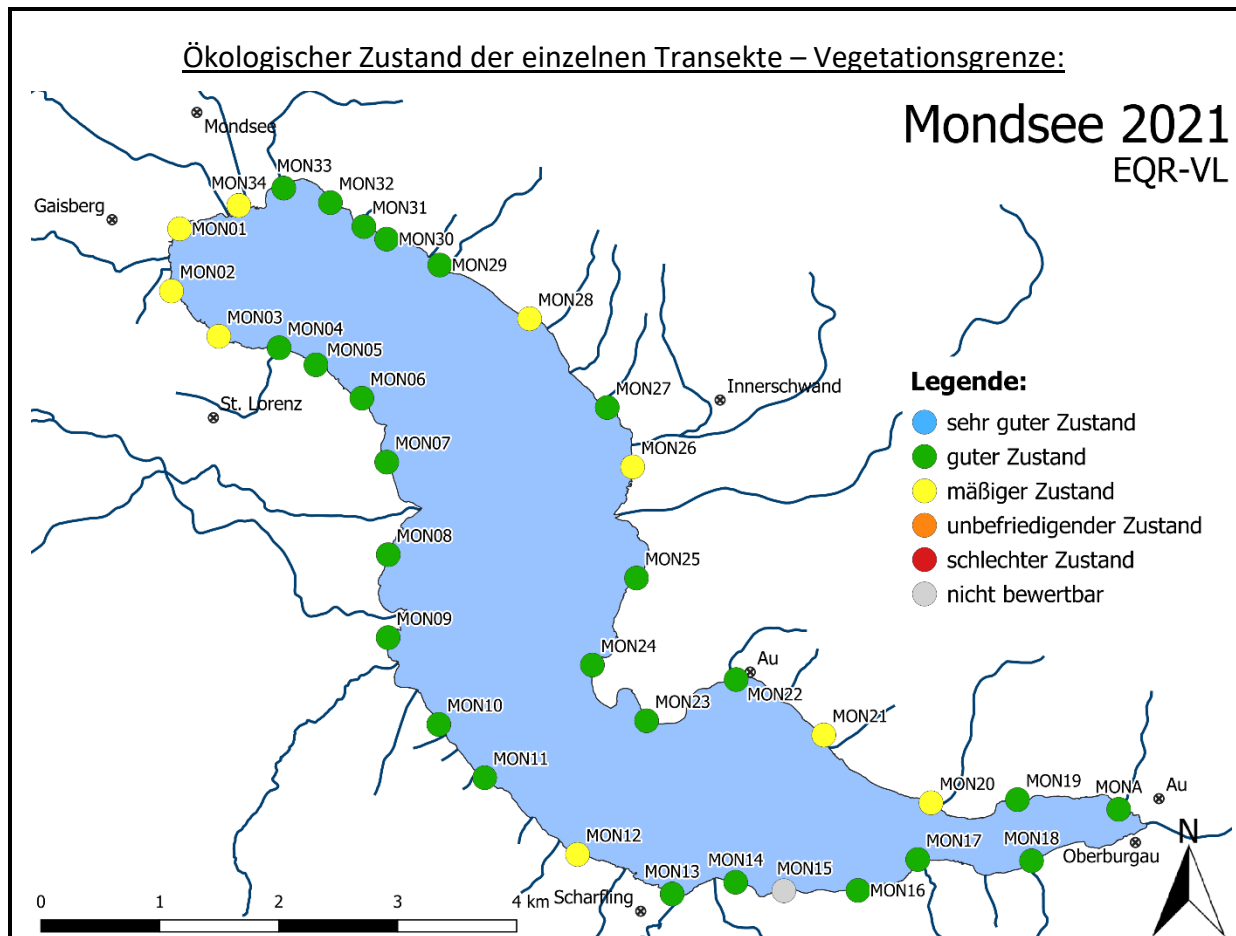 Ökologischer Zustand der einzelnen Transekte – Vegetationsgrenze:
Mondsee 2021
EQR-VL
Mondsee
MON33
MON34
MON32
Gaisberg
MON31
MON01
MON30
MON29
MON02
MON28
MON03
MON04
MON05
MON06
MON27
Innerschwand
St. Lorenz
MON07
MON26
Legende:
sehr guter Zustand
guter Zustand
mäßiger Zustand
unbefriedigender Zustand
schlechter Zustand
nicht bewertbar
MON08
MON25
MON09
MON24
Au
MON22
MON10
MON23
MON21
MON11
MON20
MON19
MONA
Au
MON12
MON17
MON18
Oberburgau
N
MON13
MON14
MON15
MON16
Scharfling
0 1 2 3 4 km